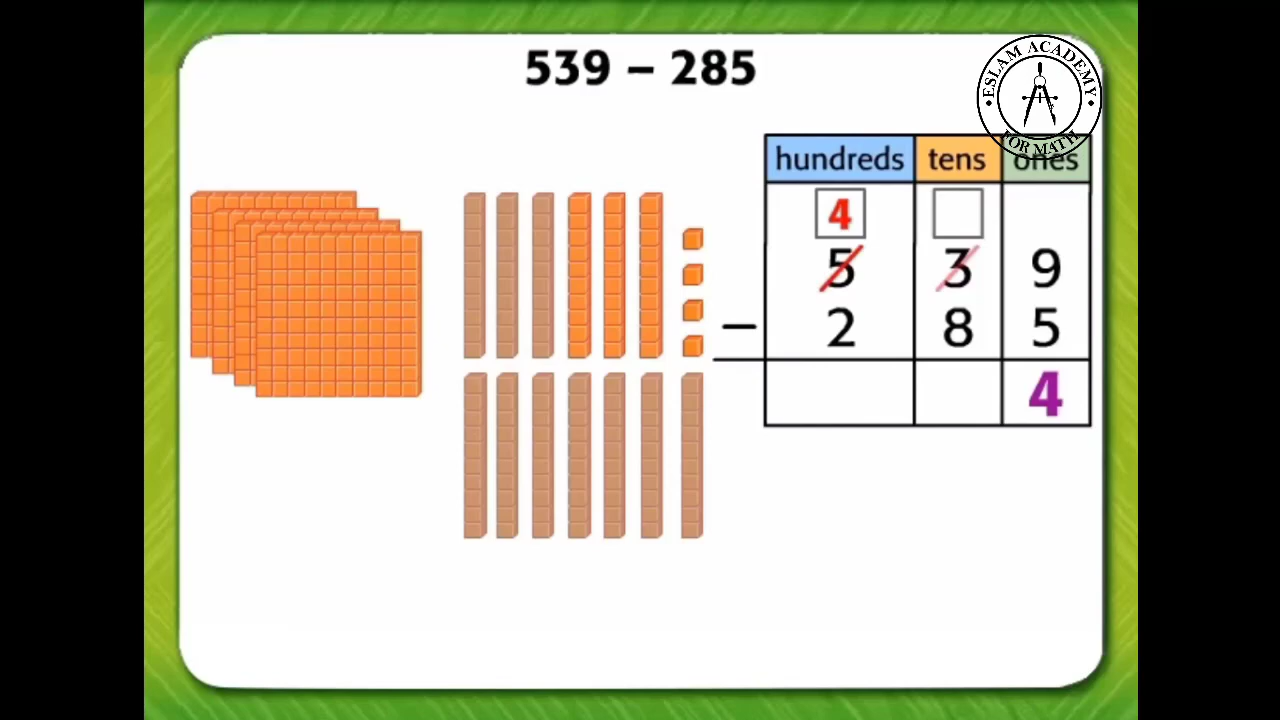 539 – 285
ESLAM ACADEMY
FOR MATH
hundreds tens ones
4
5 3 9
– 2 8 5
4